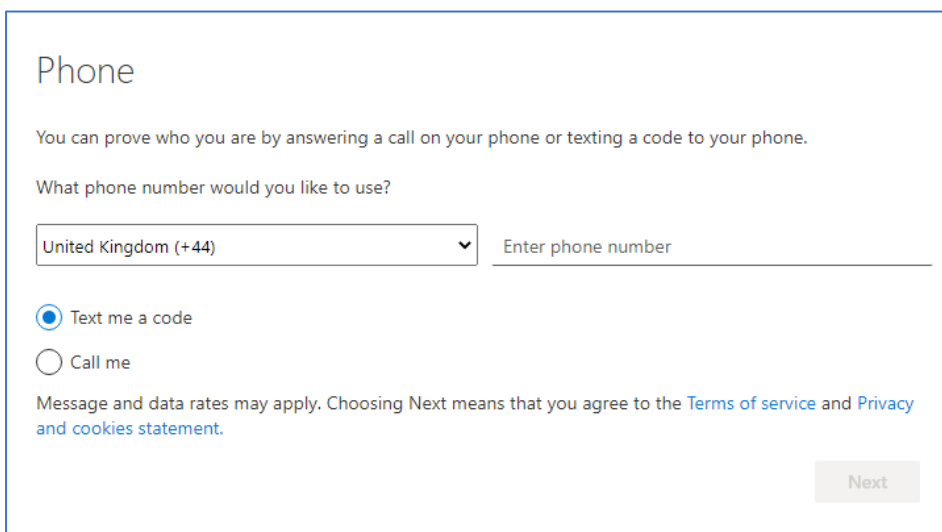 Phone
You can prove who you are by answering a call on your phone or texting a code to your phone.
What phone number would you like to use?
United Kingdom (+44) Enter phone number
Text me a code
Call me
Message and data rates may apply. Choosing Next means that you agree to the Terms of service and Privacy
and cookies statement.
Next